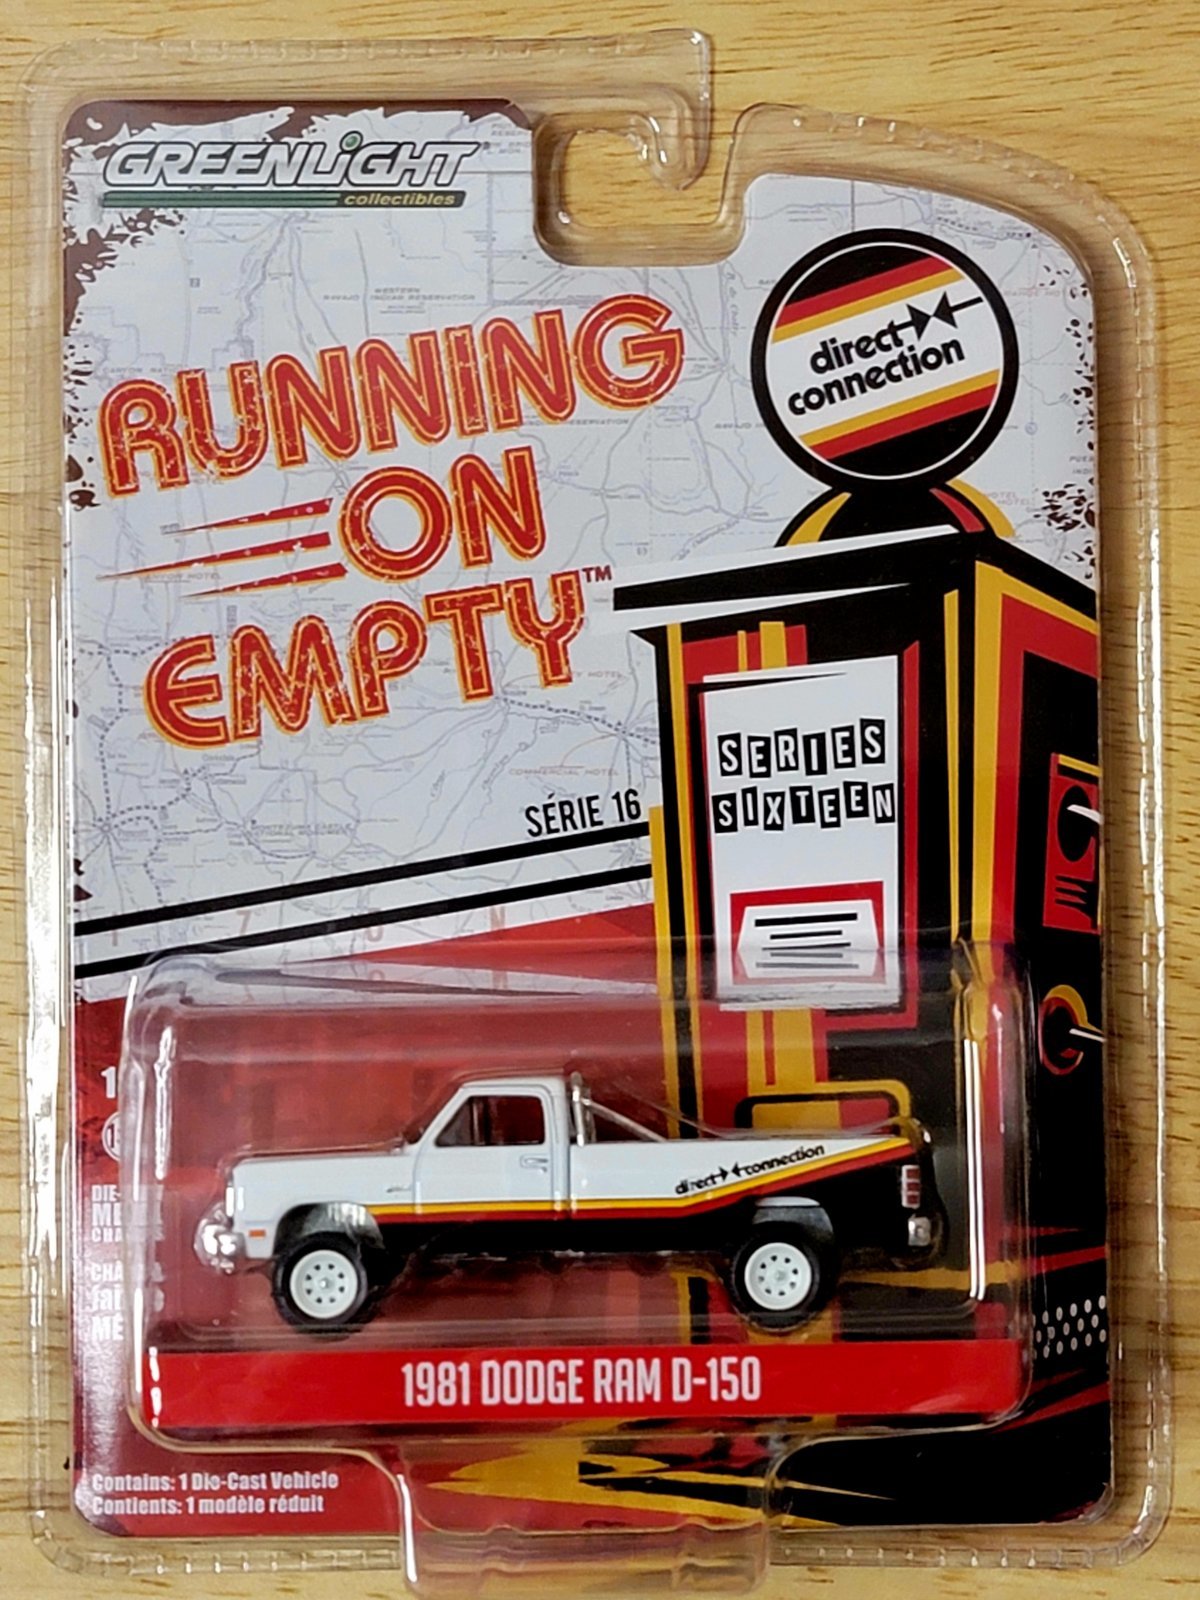 GREENLIGHT
collectibles
RUNNING
ON
EMPTY™
direct
connection
SERIES
SIXTEEN
SÉRIE 16
direct connection
1981 DODGE RAM D-150
Contains: 1 Die-Cast Vehicle
Contients: 1 modèle réduit